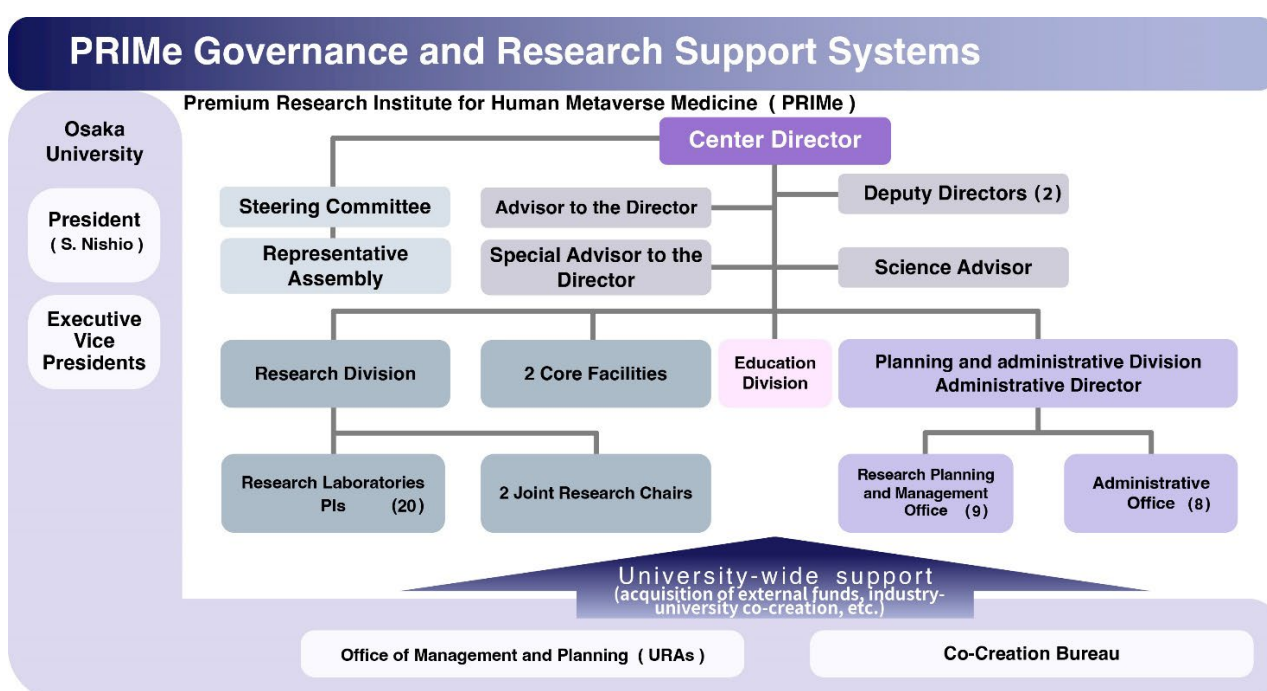 PRIMe Governance and Research Support Systems
Premium Research Institute for Human Metaverse Medicine ( PRIMe )
Osaka
University
President
( S. Nishio )
Executive
Vice
Presidents
Center Director
Steering Committee
Representative
Assembly
Advisor to the Director
Special Advisor to the
Director
Deputy Directors (2)
Science Advisor
Research Division
2 Core Facilities
Education
Division
Planning and administrative Division
Administrative Director
Research Laboratories
PIs (20)
2 Joint Research Chairs
Research Planning
and Management
Office (9)
Administrative
Office (8)
University-wide support
(acquisition of external funds, industry-
university co-creation, etc.)
Office of Management and Planning ( URAs )
Co-Creation Bureau